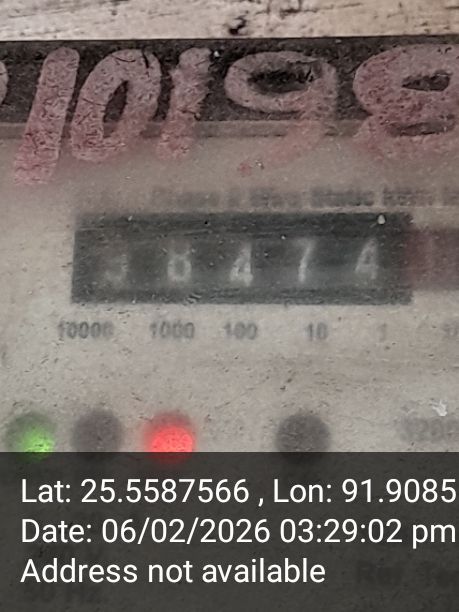 10198
Static
38474
10000 1000 100 10 1
Lat: 25.5587566 , Lon: 91.9085
Date: 06/02/2026 03:29:02 pm
Address not available